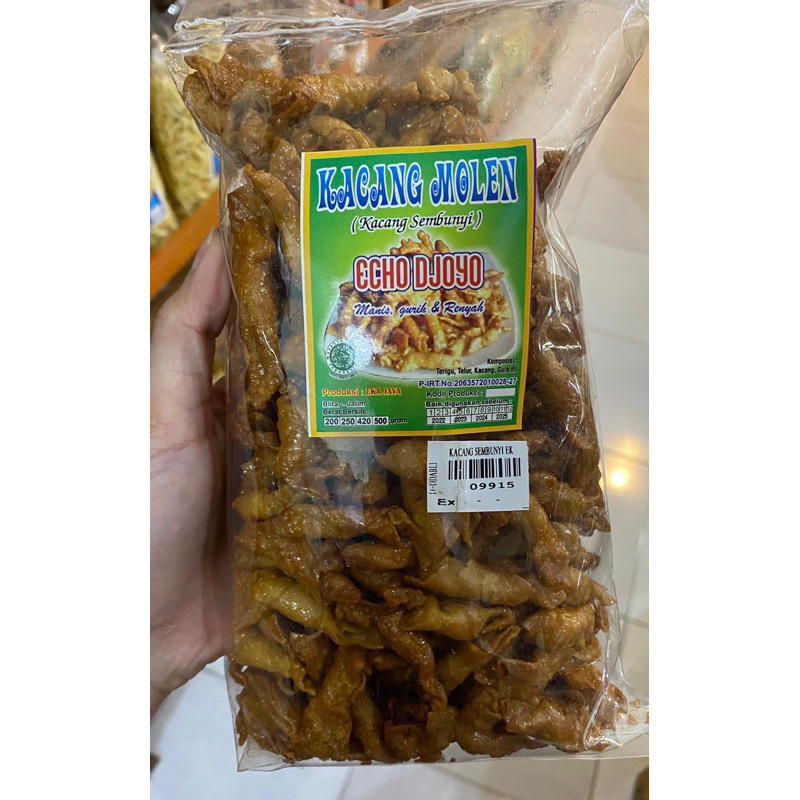 KACANG MOLEN
(Kacang Sembunyi)
ECHO DJOYO
Manis, gurih & Renyah
Komposisi :
Terigu, Telur, Kacang, Gula dll
P-IRT No.2063572010028-27
Produksi : EKA JAYA
Kode Produksi :
Blitar - Jatim
Baik digunakan sebelum :
Berat Bersih :
1 2 3 4 5 6 7 8 9 10 11 12
200 250 420 500 gram
2022 2023 2024 2025
KACANG SEMBUNYI EK
09915
Ex - -